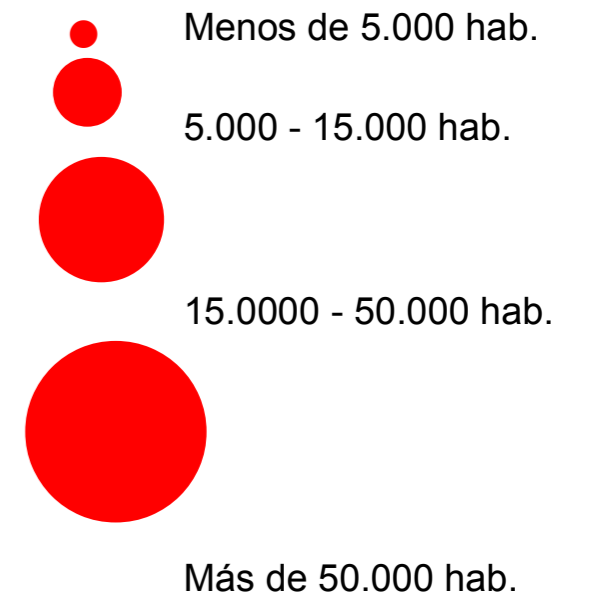 Menos de 5.000 hab.
5.000 - 15.000 hab.
15.0000 - 50.000 hab.
Más de 50.000 hab.